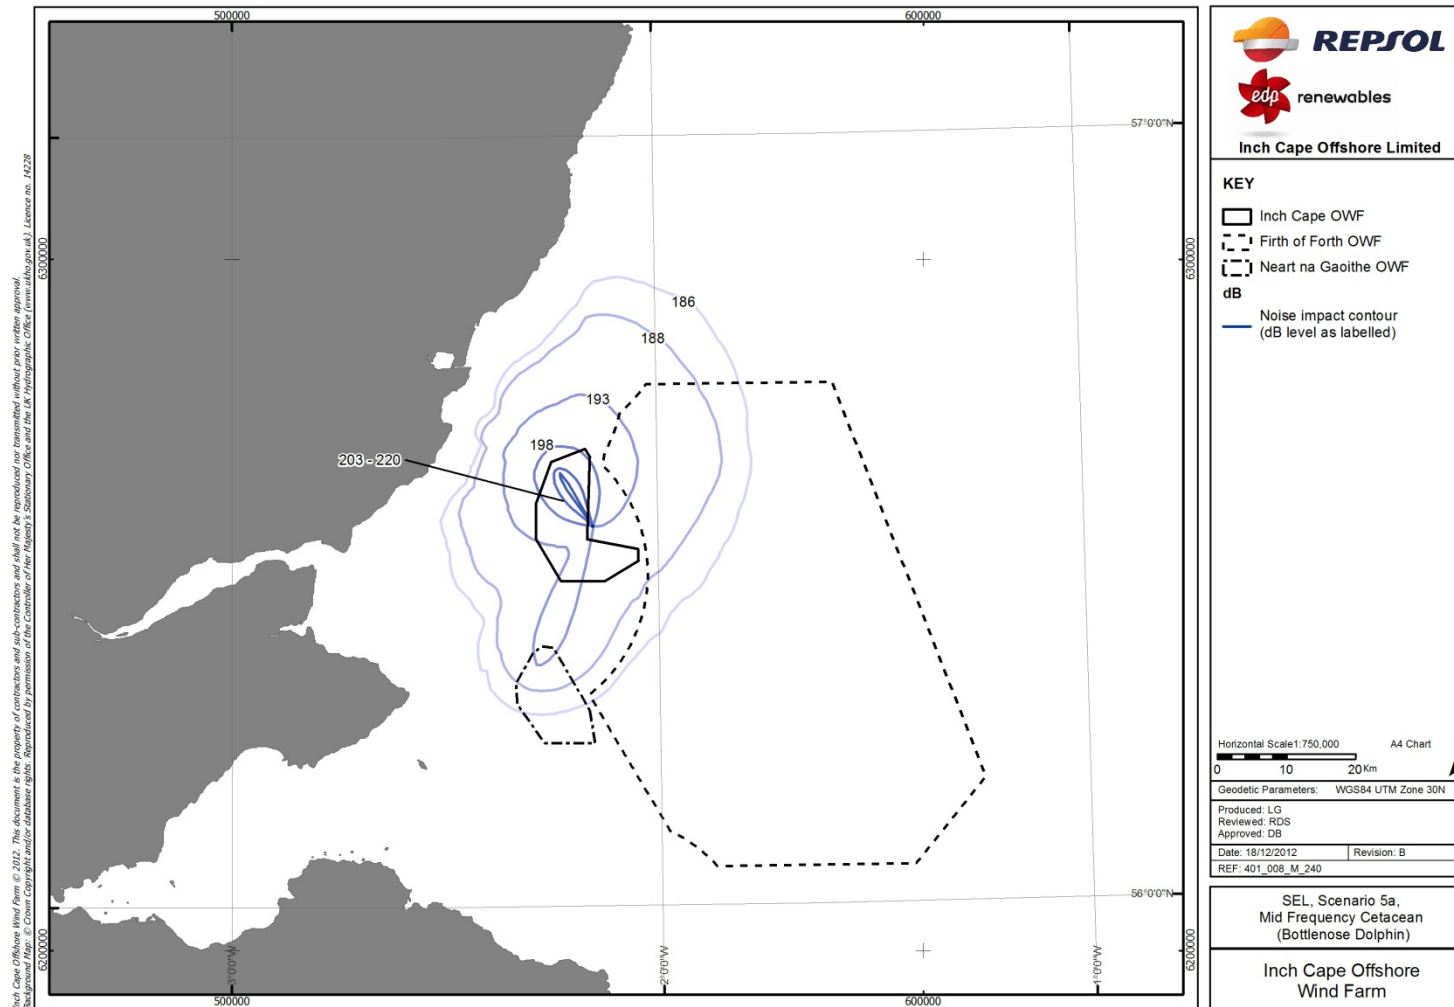 500000
600000
57°0'0"N
6300000
6300000
186
188
193
198
203 - 220
56°0'0"N
6200000
6200000
3°0'0"W
2°0'0"W
1°0'0"W
500000
600000
Inch Cape Offshore Wind Farm © 2012. This document is the property of contractors and sub-contractors and shall not be reproduced nor transmitted without prior written approval.
Background Map: © Crown Copyright and/or database rights. Reproduced by permission of the Controller of Her Majesty's Stationary Office and the UK Hydrographic Office (www.ukho.gov.uk). Licence no. 14228
REPSOL
edp renewables
Inch Cape Offshore Limited
KEY
Inch Cape OWF
Firth of Forth OWF
Neart na Gaoithe OWF
dB
Noise impact contour
(dB level as labelled)
Horizontal Scale1:750,000 A4 Chart
0 10 20 Km
Geodetic Parameters: WGS84 UTM Zone 30N
Produced: LG
Reviewed: RDS
Approved: DB
Date: 18/12/2012 Revision: B
REF: 401_008_M_240
SEL, Scenario 5a,
Mid Frequency Cetacean
(Bottlenose Dolphin)
Inch Cape Offshore
Wind Farm